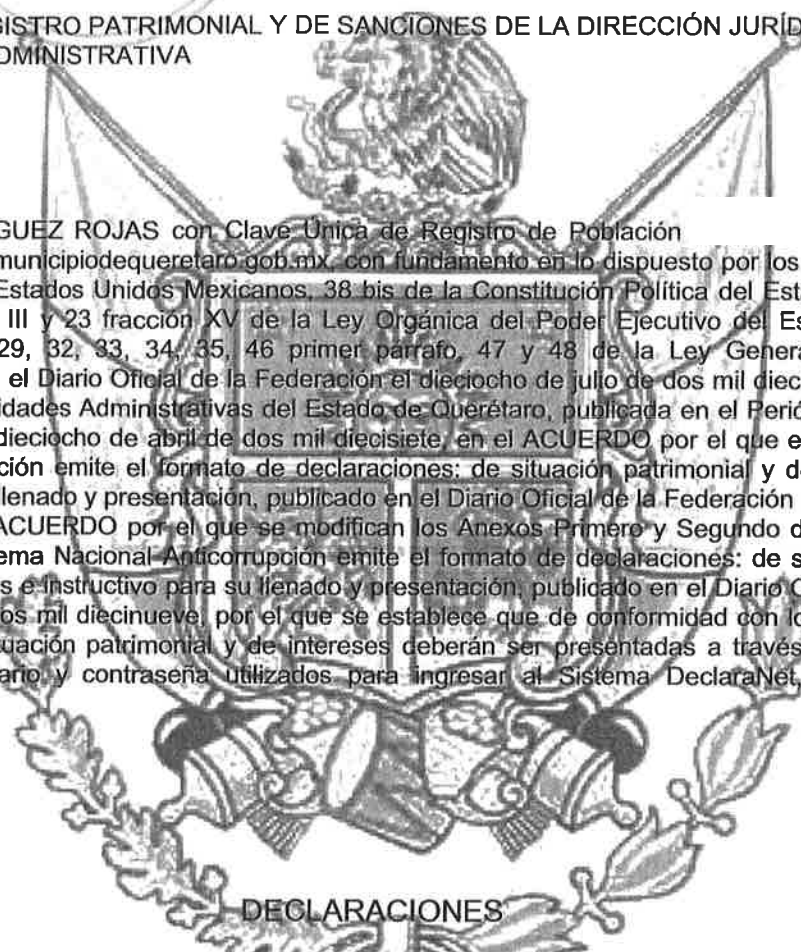 GISTRO PATRIMONIAL Y DE SANCIONES DE LA DIRECCIÓN JURÍD
DMINISTRATIVA
GUEZ ROJAS con Clave Única de Registro de Población
municipiodequeretaro.gob.mx, con fundamento en lo dispuesto por los
Estados Unidos Mexicanos, 38 bis de la Constitución Política del Est
III y 23 fracción XV de la Ley Orgánica del Poder Ejecutivo del Es
29, 32, 33, 34, 35, 46 primer párrafo, 47 y 48 de la Ley Genera
el Diario Oficial de la Federación el dieciocho de julio de dos mil diec
idades Administrativas del Estado de Querétaro, publicada en el Perió
dieciocho de abril de dos mil diecisiete, en el ACUERDO por el que e
ción emite el formato de declaraciones: de situación patrimonial y d
llenado y presentación, publicado en el Diario Oficial de la Federación
ACUERDO por el que se modifican los Anexos Primero y Segundo d
ema Nacional Anticorrupción emite el formato de declaraciones: de s
s e instructivo para su llenado y presentación, publicado en el Diario O
os mil diecinueve, por el que se establece que de conformidad con lo
uación patrimonial y de intereses deberán ser presentadas a través
ario y contraseña utilizados para ingresar al Sistema DeclaraNet,
DECLARACIONES